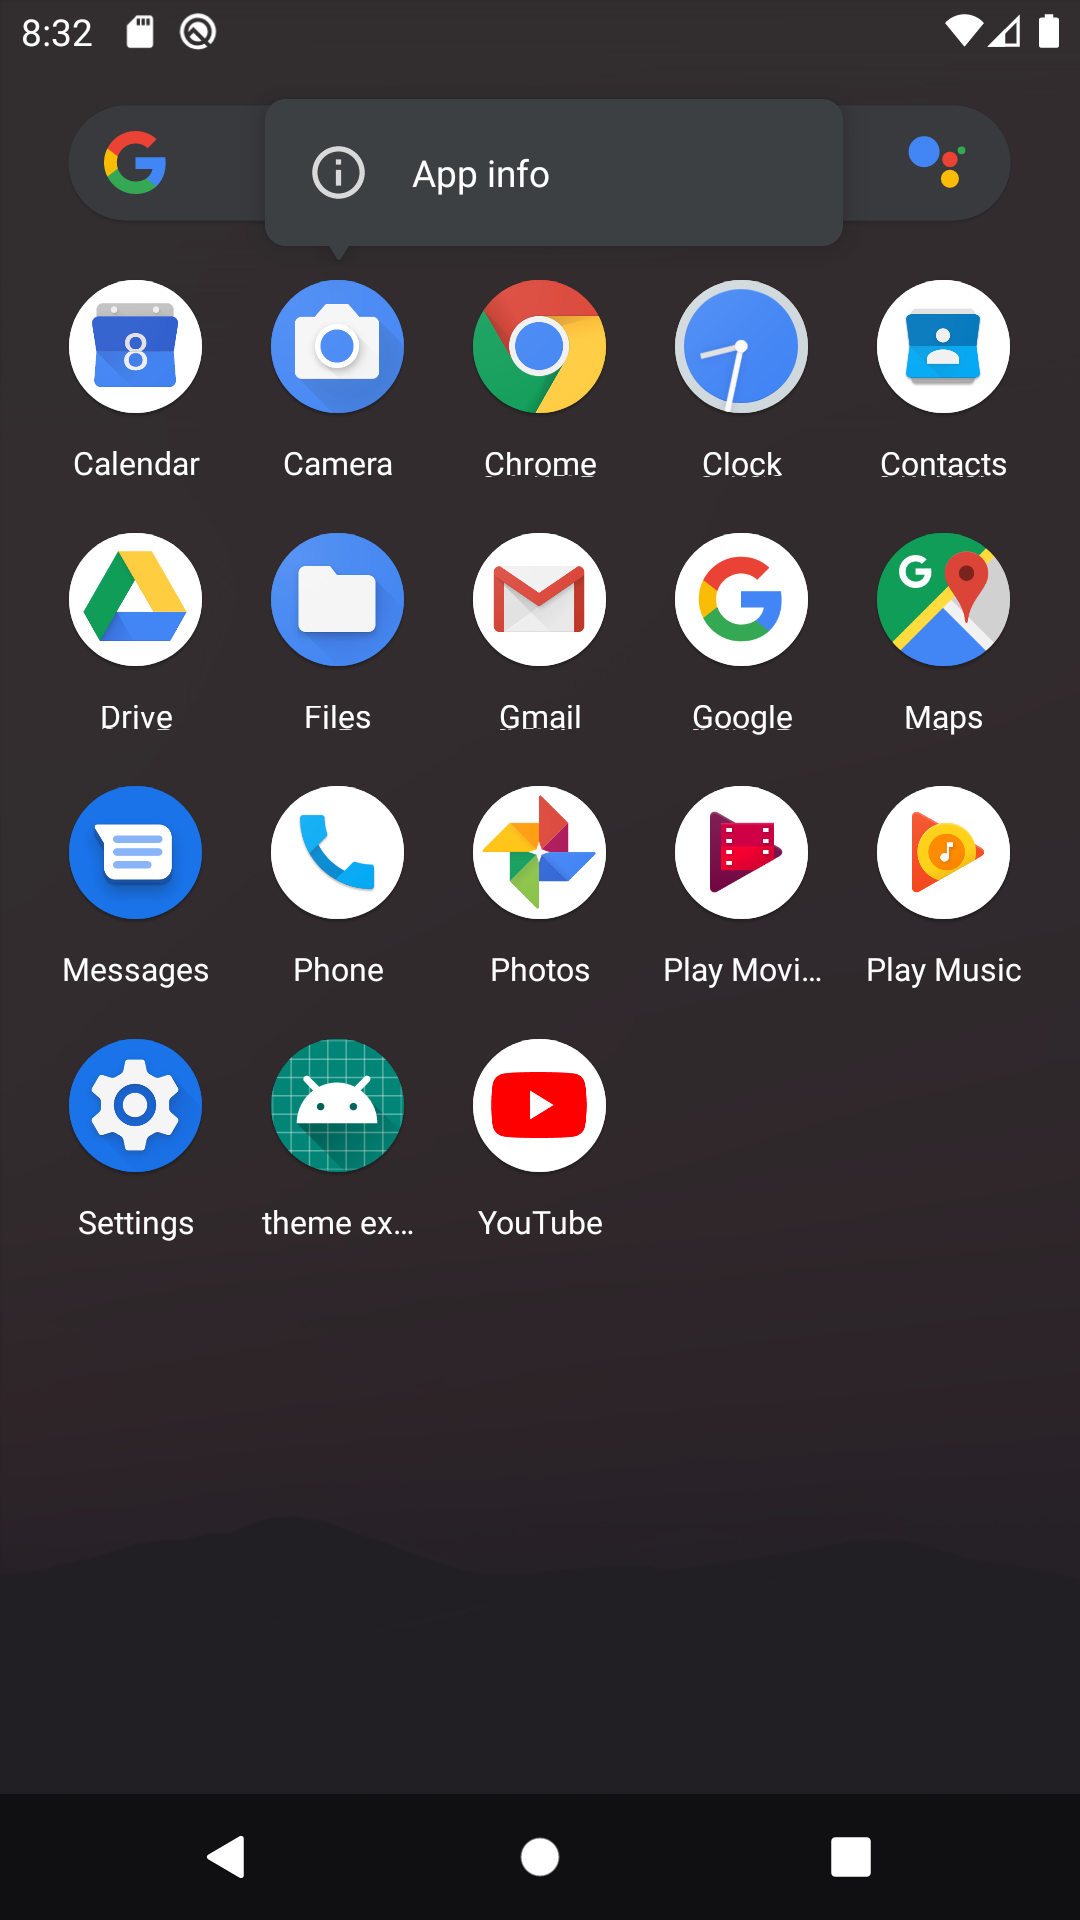 8:32
App info
8
Calendar Camera Chrome Clock Contacts
Drive Files Gmail Google Maps
Messages Phone Photos Play Movi... Play Music
Settings theme ex... YouTube